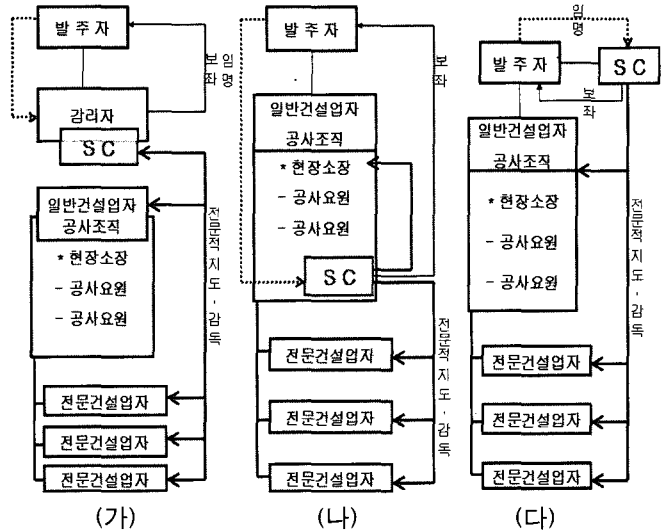 발주자
보좌
임명
감리자
SC
일반건설업자
공사조직
* 현장소장
- 공사요원
- 공사요원
전문적지도·감독
전문건설업자
전문건설업자
전문건설업자
(가)
발주자
보좌
일반건설업자
공사조직
* 현장소장
- 공사요원
- 공사요원
SC
전문적지도·감독
전문건설업자
전문건설업자
전문건설업자
(나)
임명
발주자
SC
보좌
일반건설업자
공사조직
* 현장소장
- 공사요원
- 공사요원
전문적지도·감독
전문건설업자
전문건설업자
전문건설업자
(다)